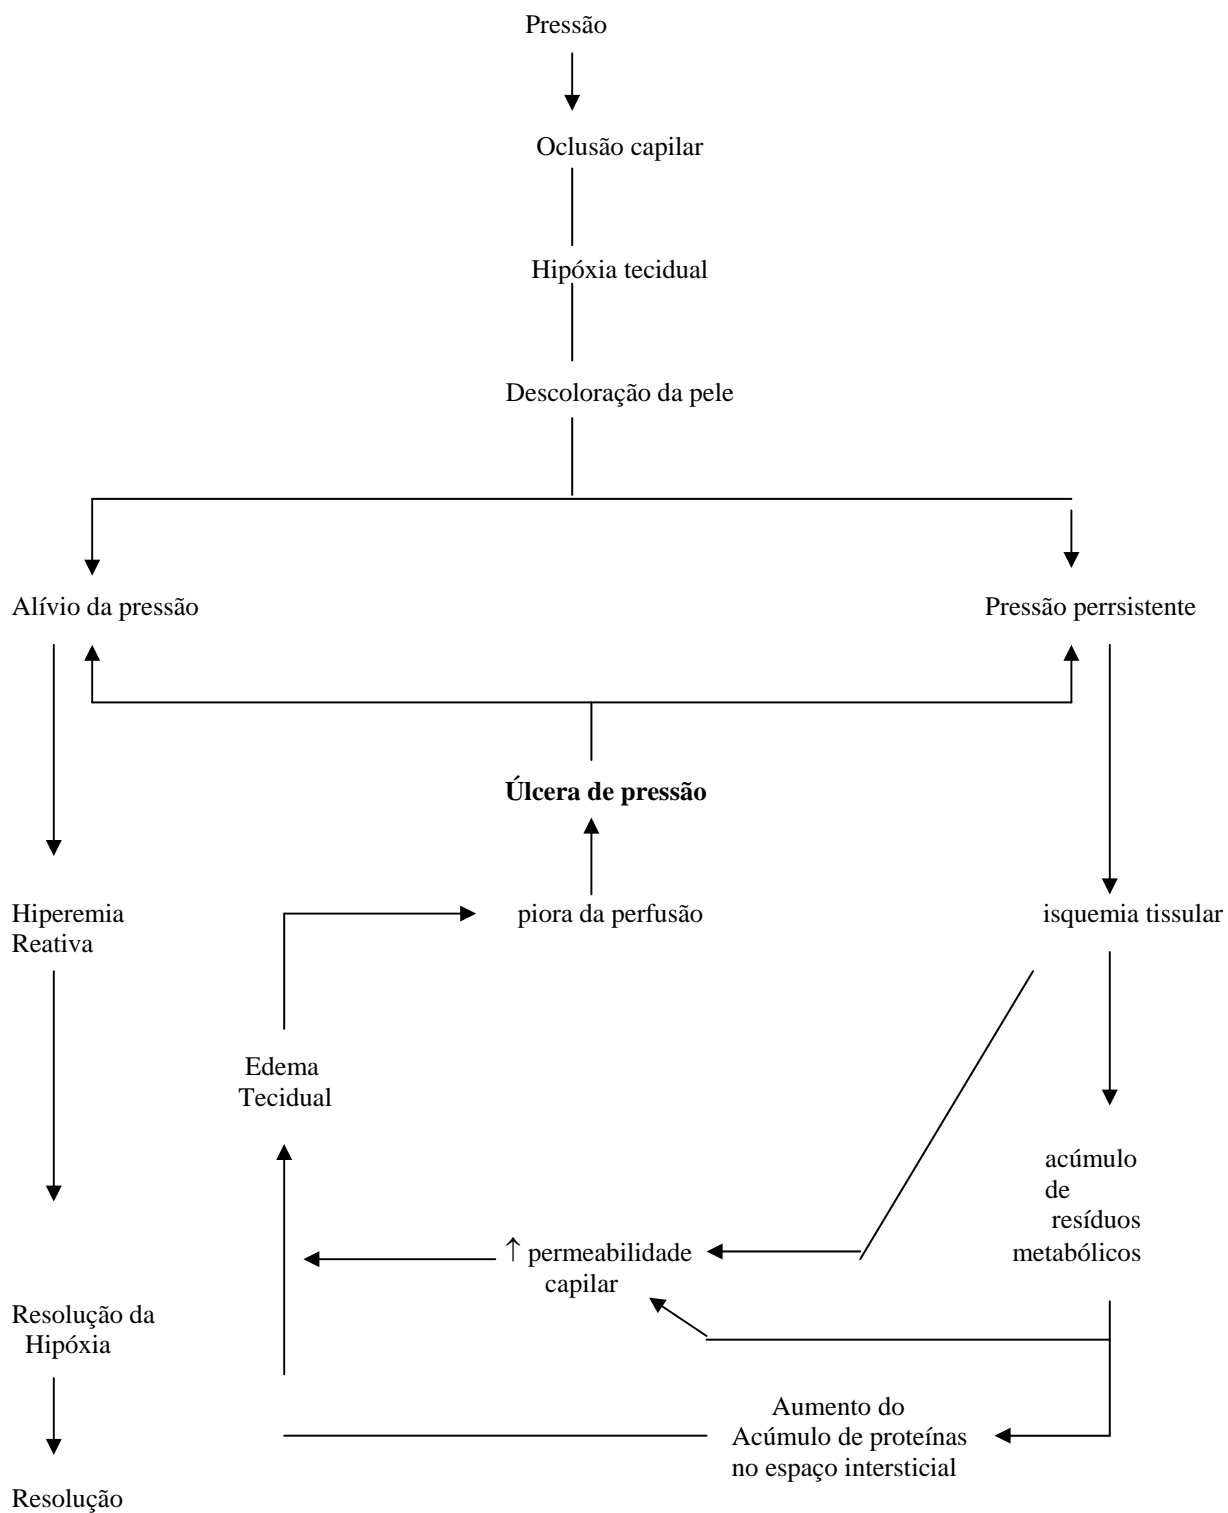 Pressão
Oclusão capilar
Hipóxia tecidual
Descoloração da pele
Alívio da pressão
Pressão perrsistente
Úlcera de pressão
Hiperemia
Reativa
piora da perfusão
isquemia tissular
Edema
Tecidual
acúmulo
de
resíduos
metabólicos
↑ permeabilidade
capilar
Resolução da
Hipóxia
Aumento do
Acúmulo de proteínas
no espaço intersticial
Resolução